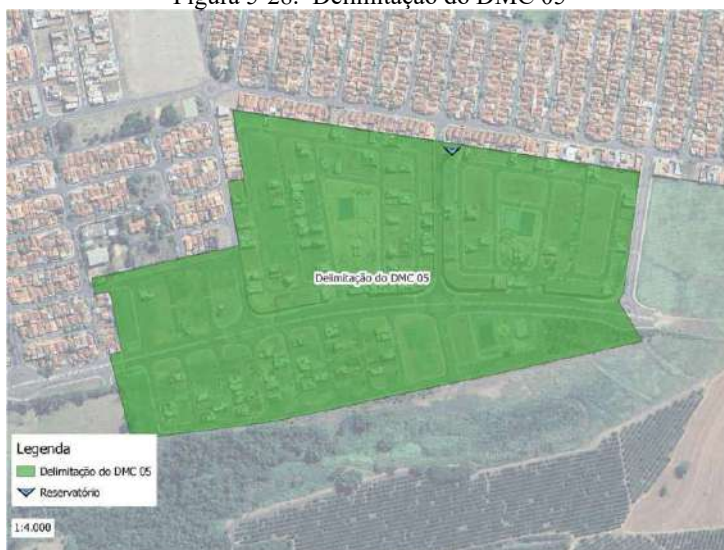 Figura 5-28: Delimitação do DMC 05
Delimitação do DMC 05
Legenda
Delimitação do DMC 05
Reservatório
1:4.000